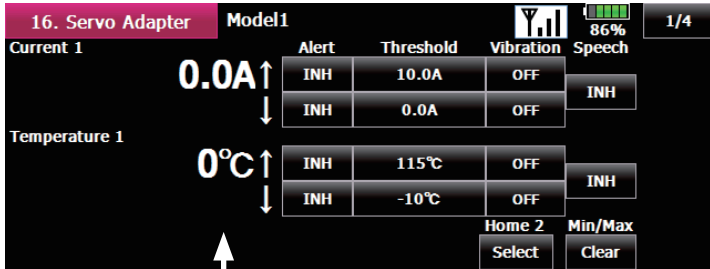 16. Servo Adapter Model1 86% 1/4
Current 1 Alert Threshold Vibration Speech
0.0A↑ INH 10.0A OFF INH
↓ INH 0.0A OFF
Temperature 1
0℃↑ INH 115℃ OFF INH
↓ INH -10℃ OFF
Home 2 Min/Max
Select Clear